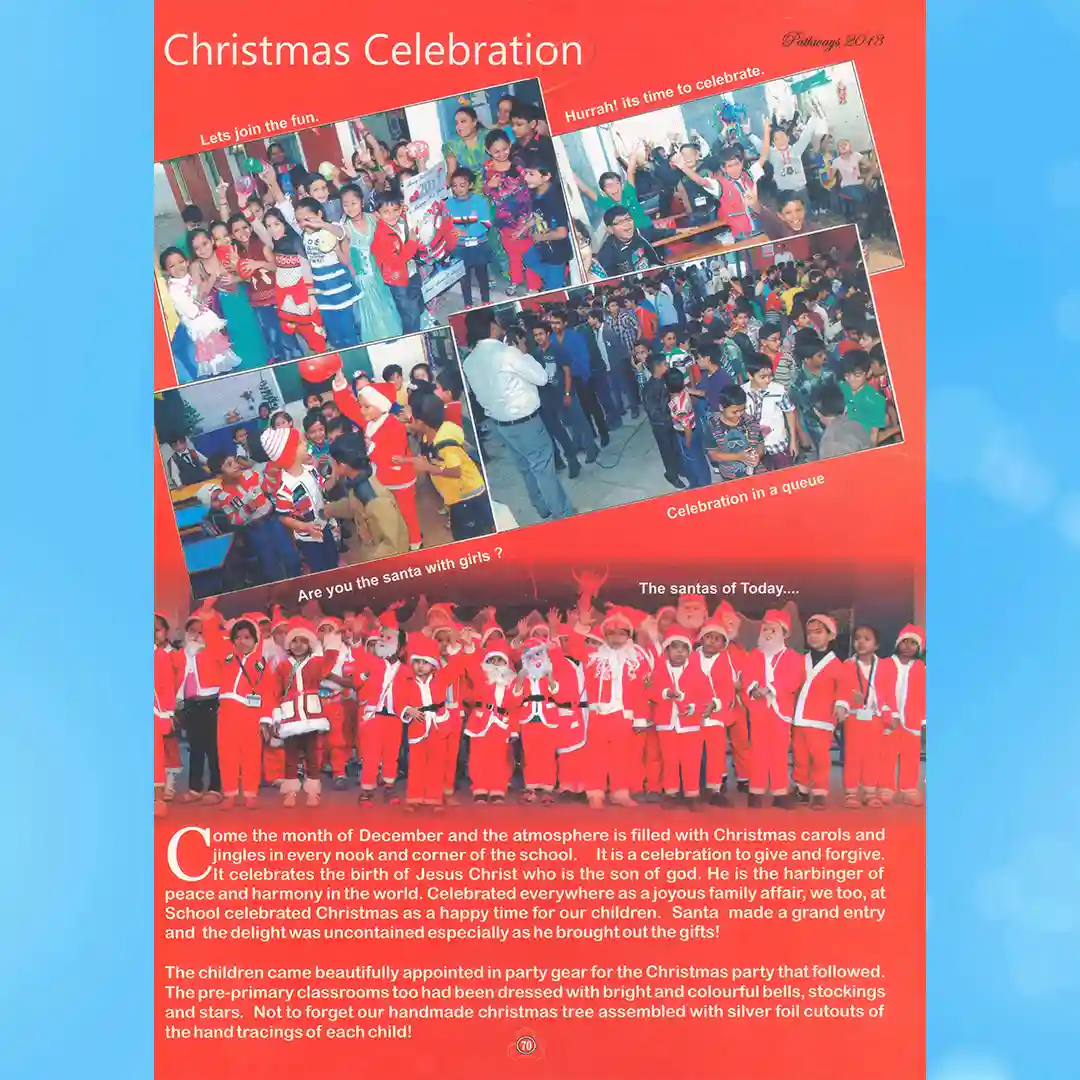 Christmas Celebration
Pathways 2013
Lets join the fun.
Hurrah! its time to celebrate.
Celebration in a queue
Are you the santa with girls ?
The santas of Today....
Come the month of December and the atmosphere is filled with Christmas carols and
jingles in every nook and corner of the school. It is a celebration to give and forgive.
It celebrates the birth of Jesus Christ who is the son of god. He is the harbinger of
peace and harmony in the world. Celebrated everywhere as a joyous family affair, we too, at
School celebrated Christmas as a happy time for our children. Santa made a grand entry
and the delight was uncontained especially as he brought out the gifts!
The children came beautifully appointed in party gear for the Christmas party that followed.
The pre-primary classrooms too had been dressed with bright and colourful bells, stockings
and stars. Not to forget our handmade christmas tree assembled with silver foil cutouts of
the hand tracings of each child!
70